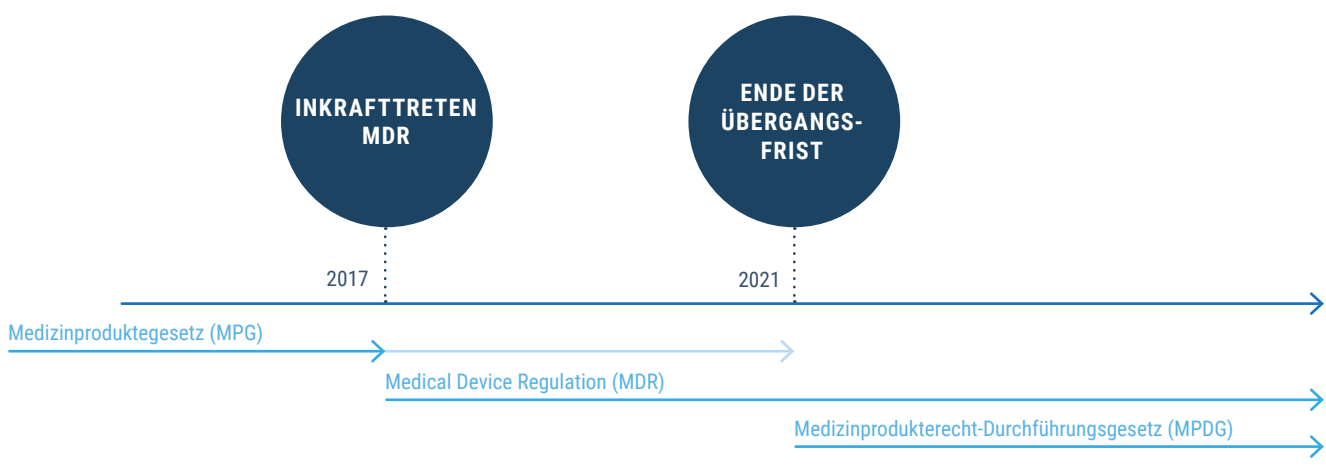 INKRAFTTRETEN
MDR
ENDE DER
ÜBERGANGS-
FRIST
2017
2021
Medizinproduktegesetz (MPG)
Medical Device Regulation (MDR)
Medizinprodukterecht-Durchführungsgesetz (MPDG)